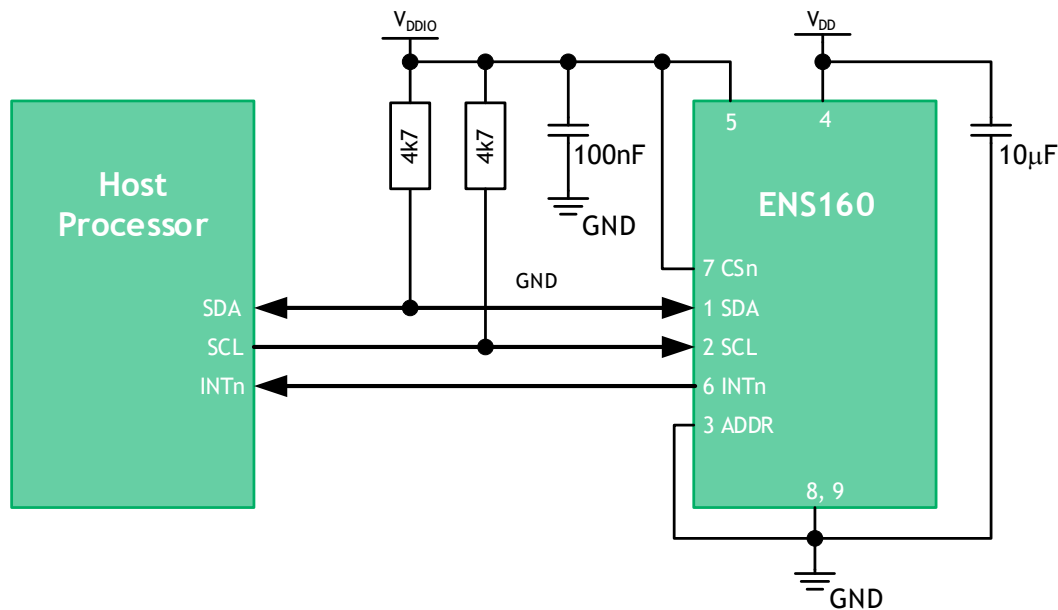 VDDIO
VDD
4k7
4k7
100nF
GND
5
4
10µF
Host
Processor
ENS160
7 CSn
GND
SDA
1 SDA
SCL
2 SCL
INTn
6 INTn
3 ADDR
8, 9
GND